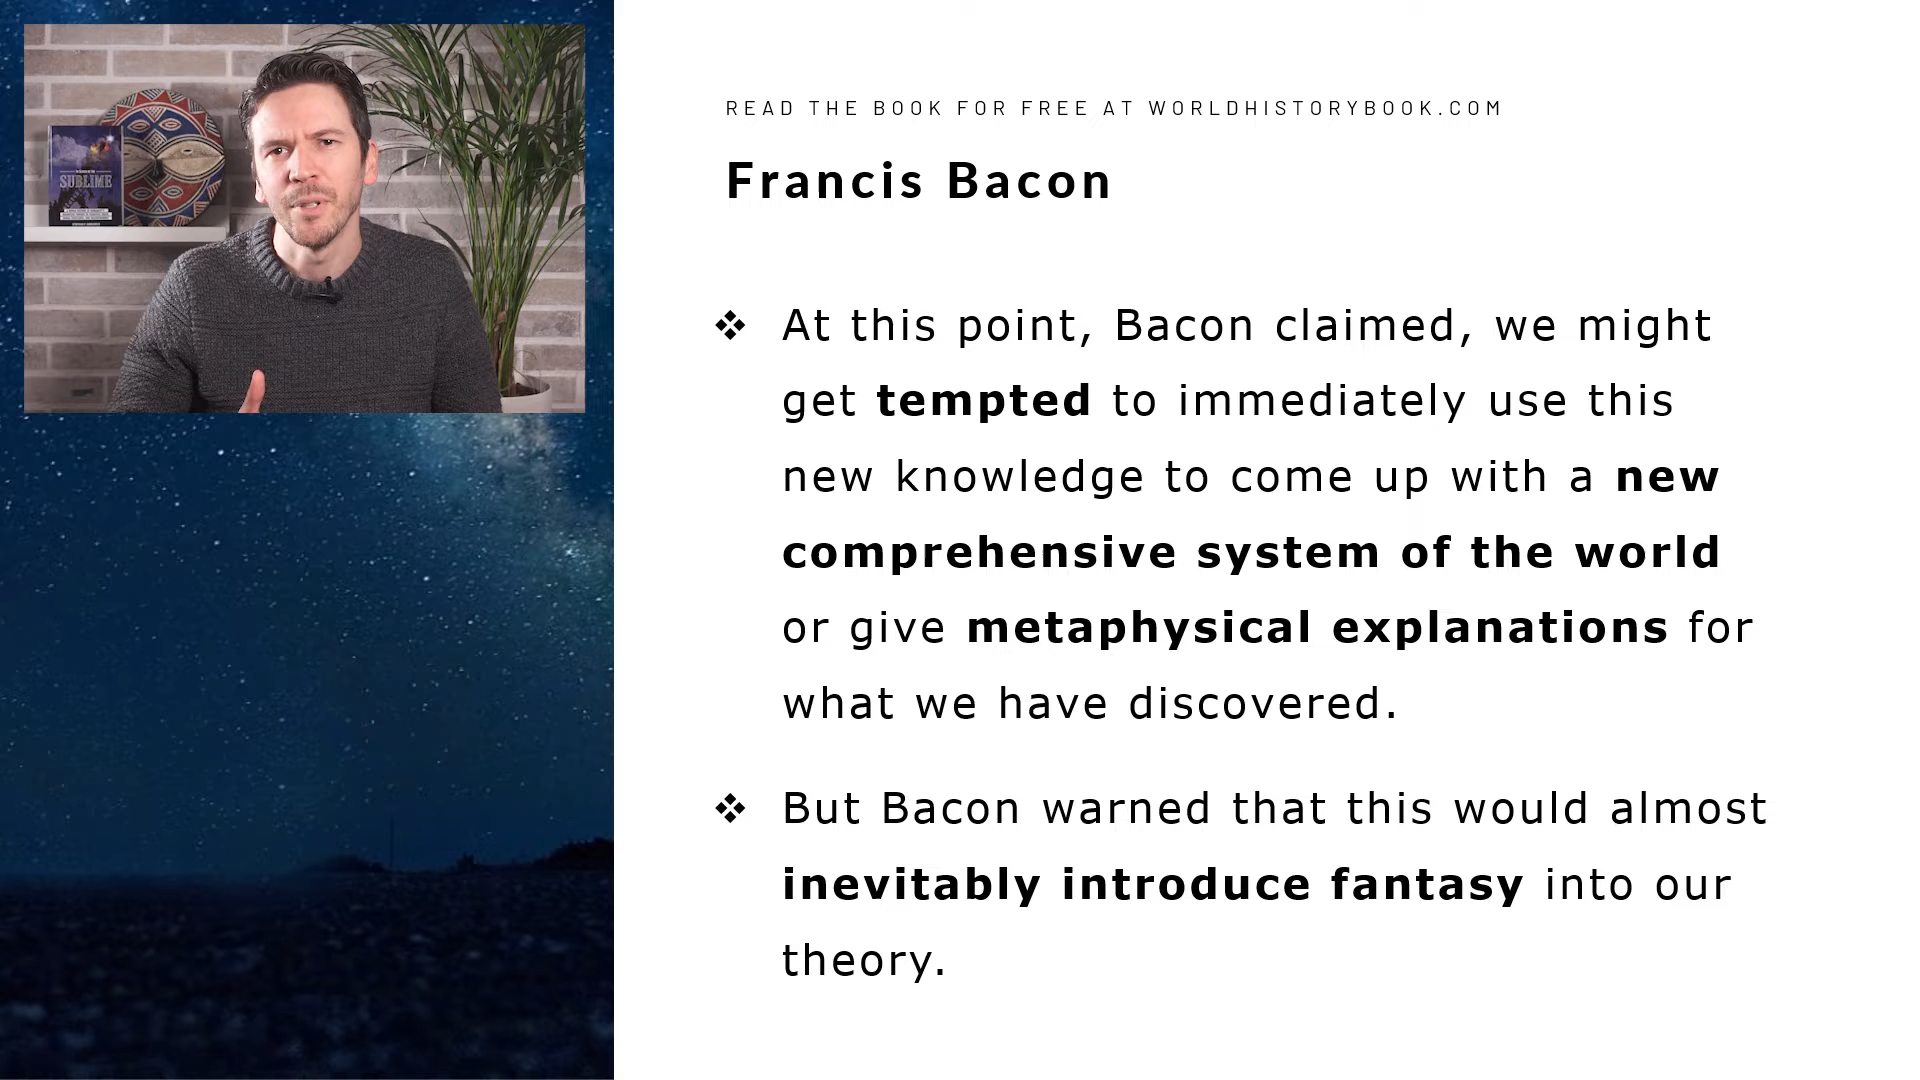 READ THE BOOK FOR FREE AT WORLDHISTORYBOOK.COM
Francis Bacon
❖ At this point, Bacon claimed, we might
get tempted to immediately use this
new knowledge to come up with a new
comprehensive system of the world
or give metaphysical explanations for
what we have discovered.
❖ But Bacon warned that this would almost
inevitably introduce fantasy into our
theory.
SUBLIME